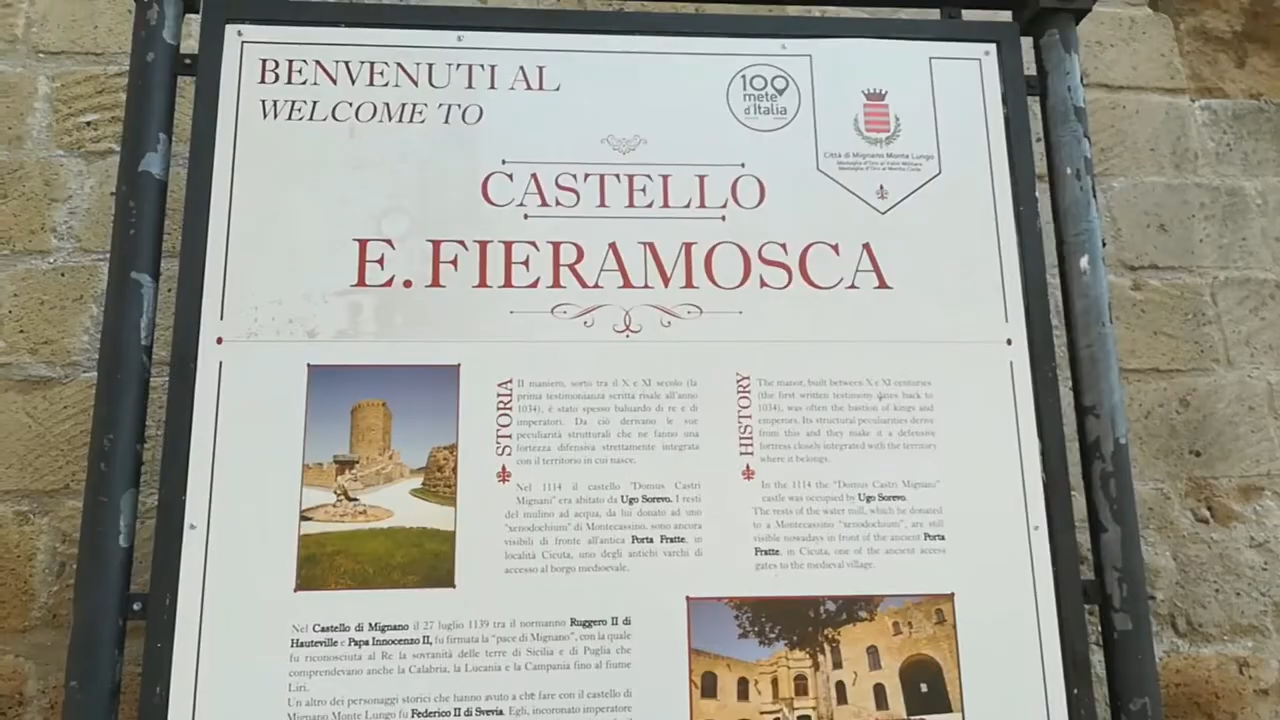 BENVENUTI AL
WELCOME TO
100
mete
d'Italia
Città di Mignano Monte Lungo
Medaglia d'Oro al Valor Militare
Medaglia d'Oro al Merito Civile
CASTELLO
E. FIERAMOSCA
STORIA
Il maniero, sorto tra il X e XI secolo (la
prima testimonianza scritta risale all'anno
1034), è stato spesso baluardo di re e di
imperatori. Da ciò derivano le sue
peculiarità strutturali che ne fanno una
fortezza difensiva strettamente integrata
con il territorio in cui nasce.
Nel 1114 il castello "Domus Castri
Mignani" era abitato da Ugo Sorevo. I resti
del mulino ad acqua, da lui donato ad uno
"xenodochium" di Montecassino, sono ancora
visibili di fronte all'antica Porta Fratte, in
località Cicuta, uno degli antichi varchi di
accesso al borgo medioevale.
HISTORY
The manor, built between X e XI centuries
(the first written testimony dates back to
1034), was often the bastion of kings and
emperors. Its structural peculiarities derive
from this and they make it a defensive
fortress closely integrated with the territory
where it belongs.
In the 1114 the "Domus Castri Mignano"
castle was occupied by Ugo Sorevo.
The rests of the water mill, which he donated
to a Montecassino "xenodochium", are still
visible nowadays in front of the ancient Porta
Fratte, in Cicuta, one of the ancient access
gates to the medieval village.
Nel Castello di Mignano il 27 luglio 1139 tra il normanno Ruggero II di
Hauteville e Papa Innocenzo II, fu firmata la "pace di Mignano", con la quale
fu riconosciuta al Re la sovranità delle terre di Sicilia e di Puglia che
comprendevano anche la Calabria, la Lucania e la Campania fino al fiume
Liri.
Un altro dei personaggi storici che hanno avuto a che fare con il castello di
Mignano Monte Lungo fu Federico II di Svevia. Egli, incoronato imperatore